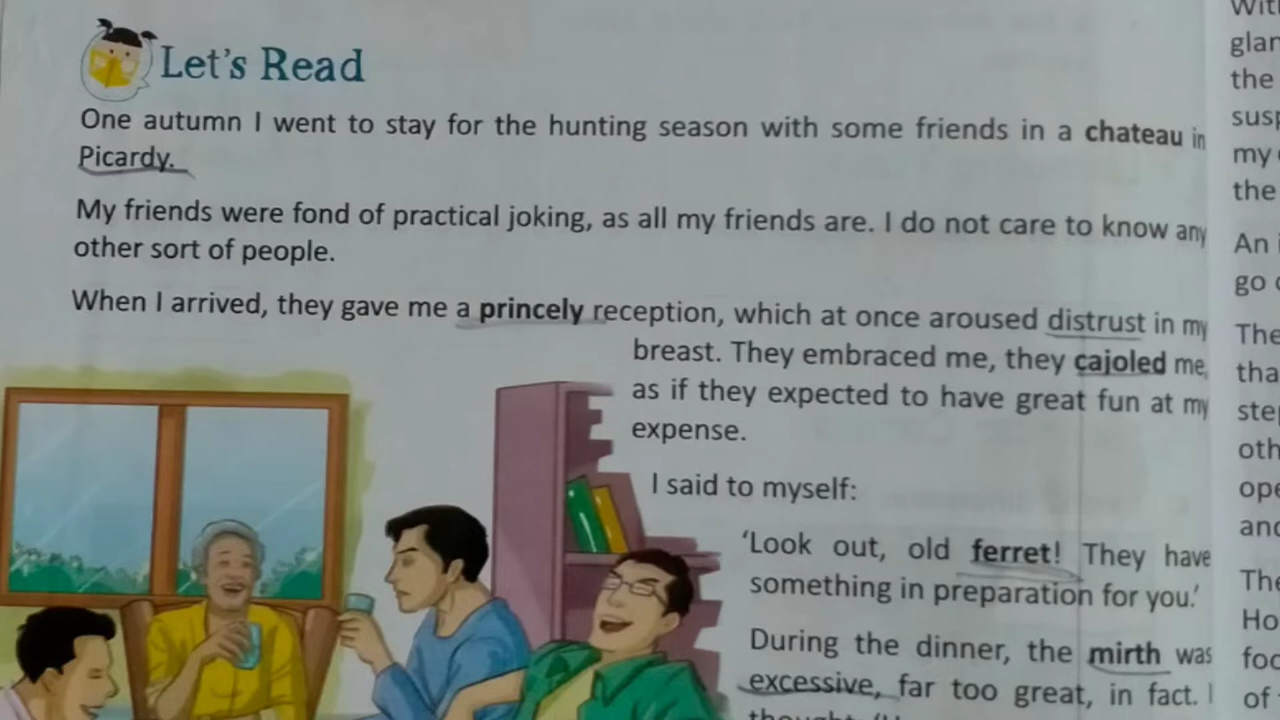 Let's Read
One autumn I went to stay for the hunting season with some friends in a chateau in
Picardy.
My friends were fond of practical joking, as all my friends are. I do not care to know any
other sort of people.
When I arrived, they gave me a princely reception, which at once aroused distrust in my
breast. They embraced me, they cajoled me,
as if they expected to have great fun at my
expense.
I said to myself:
'Look out, old ferret! They have
something in preparation for you.'
During the dinner, the mirth was
excessive, far too great, in fact. I
the
my
the
An
go
The
The
Ho
of